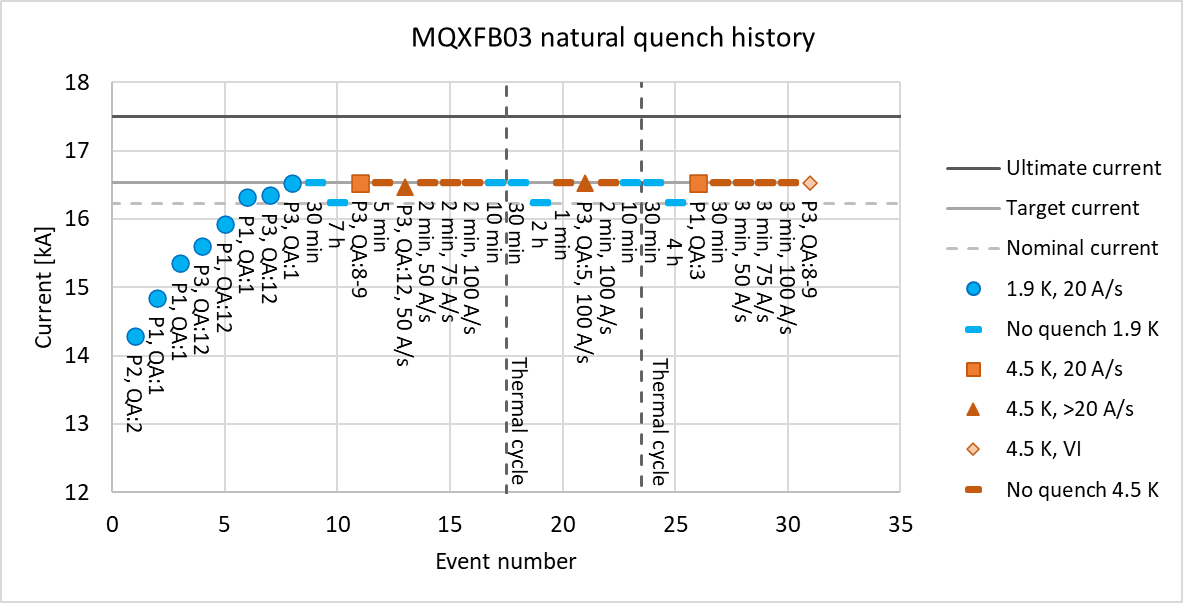 MQXFB03 natural quench history
18
17
16
15
14
13
12
Current [kA]
0
5
10
15
20
25
30
35
Event number
P2, QA:2
P1, QA:1
P1, QA:1
P3, QA:12
P1, QA:12
P1, QA:1
P3, QA:12
P3, QA:1
30 min
7 h
P3, QA:8-9
5 min
P3, QA:12, 50 A/s
2 min, 50 A/s
2 min, 75 A/s
2 min, 100 A/s
10 min
30 min
2 h
1 min
P3, QA:5, 100 A/s
2 min, 100 A/s
10 min
30 min
4 h
P1, QA:3
30 min
3 min, 50 A/s
3 min, 75 A/s
3 min, 100 A/s
P3, QA:8-9
Thermal cycle
Thermal cycle
Ultimate current
Target current
Nominal current
1.9 K, 20 A/s
No quench 1.9 K
4.5 K, 20 A/s
4.5 K, >20 A/s
4.5 K, VI
No quench 4.5 K